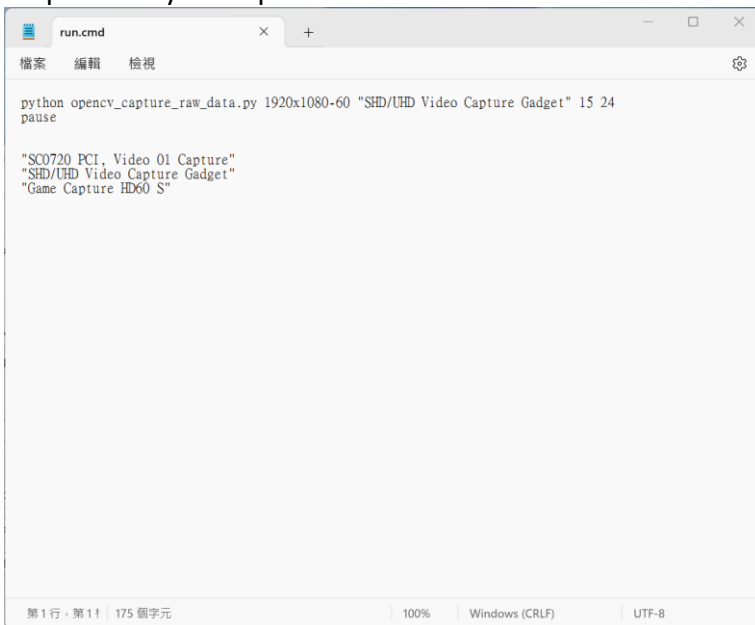 run.cmd
檔案 編輯 檢視
python opencv_capture_raw_data.py 1920x1080-60 "SHD/UHD Video Capture Gadget" 15 24
pause
"SC0720 PCI, Video 01 Capture"
"SHD/UHD Video Capture Gadget"
"Game Capture HD60 S"
第 1 行,第 1 175 個字元 100% Windows (CRLF) UTF-8